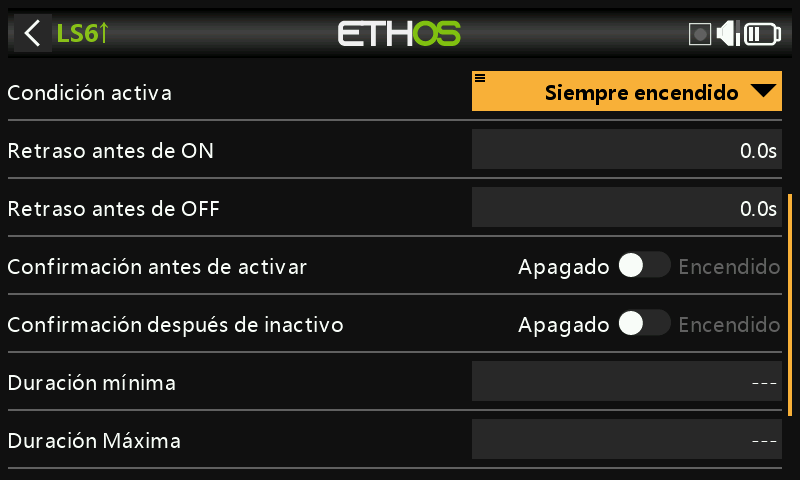 LS6↑
ETHOS
Condición activa
Siempre encendido
Retraso antes de ON
0.0s
Retraso antes de OFF
0.0s
Confirmación antes de activar
Apagado Encendido
Confirmación después de inactivo
Apagado Encendido
Duración mínima
---
Duración Máxima
---